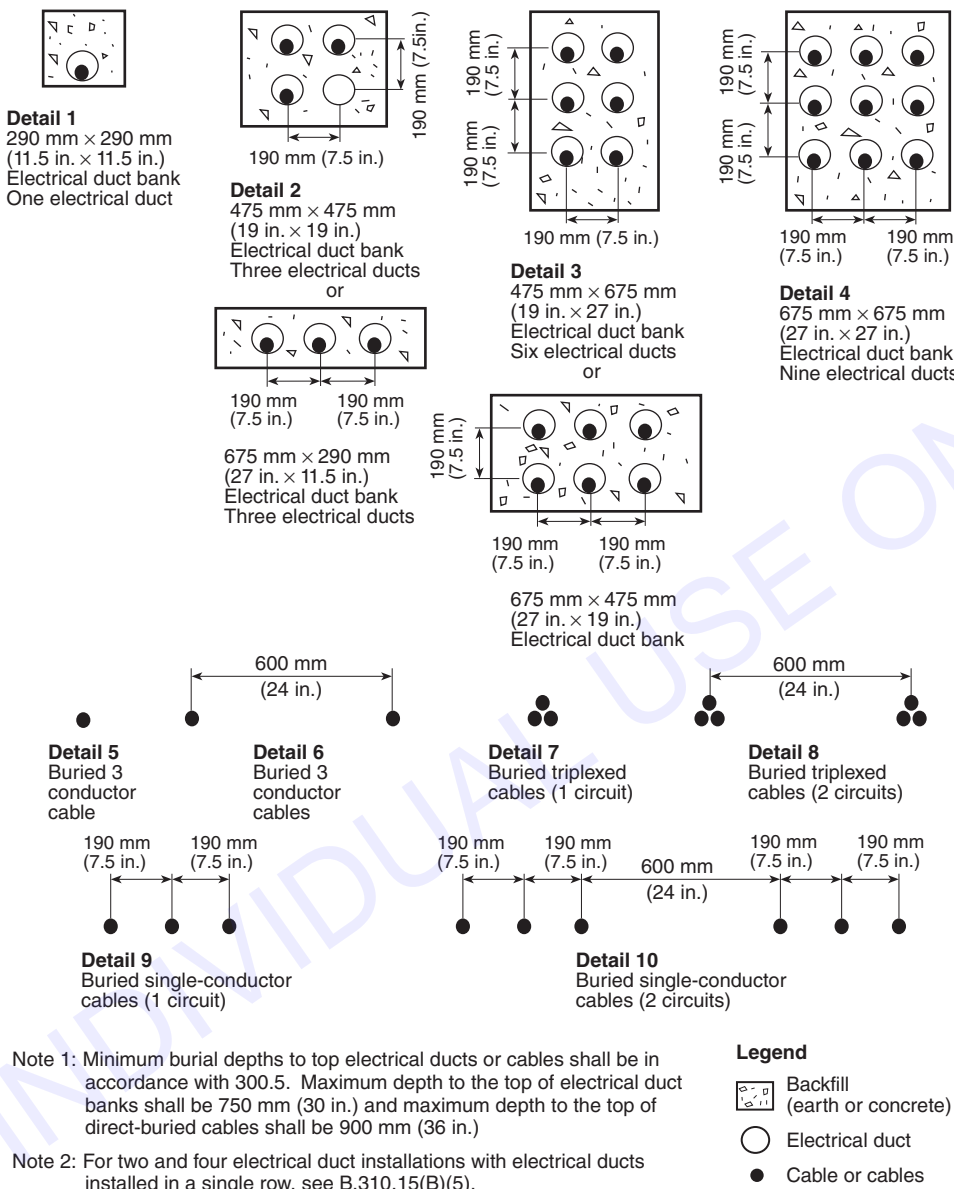 190 mm (7.5in.)
190 mm (7.5 in.)
Detail 1
290 mm × 290 mm
(11.5 in. × 11.5 in.)
Electrical duct bank
One electrical duct
Detail 2
475 mm × 475 mm
(19 in. × 19 in.)
Electrical duct bank
Three electrical ducts
or
190 mm
(7.5 in.)
190 mm
(7.5 in.)
675 mm × 290 mm
(27 in. × 11.5 in.)
Electrical duct bank
Three electrical ducts
190 mm
(7.5 in.)
190 mm
(7.5 in.)
190 mm (7.5 in.)
Detail 3
475 mm × 675 mm
(19 in. × 27 in.)
Electrical duct bank
Six electrical ducts
or
190 mm
(7.5 in.)
190 mm
(7.5 in.)
190 mm
(7.5 in.)
675 mm × 475 mm
(27 in. × 19 in.)
Electrical duct bank
190 mm
(7.5 in.)
190 mm
(7.5 in.)
190 mm
(7.5 in.)
190 mm
(7.5 in.)
Detail 4
675 mm × 675 mm
(27 in. × 27 in.)
Electrical duct bank
Nine electrical ducts
600 mm
(24 in.)
600 mm
(24 in.)
Detail 5
Buried 3
conductor
cable
Detail 6
Buried 3
conductor
cables
Detail 7
Buried triplexed
cables (1 circuit)
Detail 8
Buried triplexed
cables (2 circuits)
190 mm
(7.5 in.)
190 mm
(7.5 in.)
190 mm
(7.5 in.)
190 mm
(7.5 in.)
600 mm
(24 in.)
190 mm
(7.5 in.)
190 mm
(7.5 in.)
Detail 9
Buried single-conductor
cables (1 circuit)
Detail 10
Buried single-conductor
cables (2 circuits)
Note 1: Minimum burial depths to top electrical ducts or cables shall be in
accordance with 300.5. Maximum depth to the top of electrical duct
banks shall be 750 mm (30 in.) and maximum depth to the top of
direct-buried cables shall be 900 mm (36 in.)
Note 2: For two and four electrical duct installations with electrical ducts
installed in a single row, see B.310.15(B)(5).
Legend
Backfill
(earth or concrete)
Electrical duct
Cable or cables
INDIVIDUAL USE ON